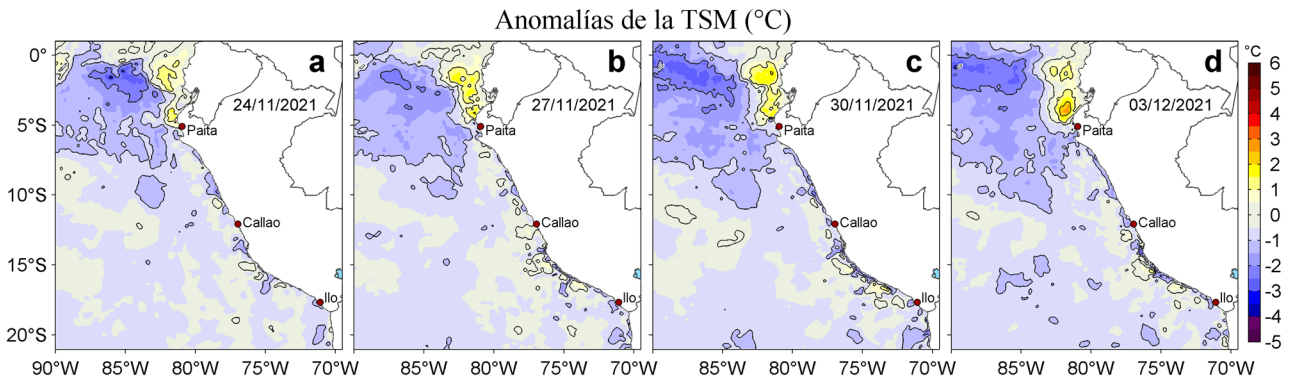 Anomalías de la TSM (°C)
a
24/11/2021
Paita
Callao
Ilo
b
27/11/2021
Paita
Callao
Ilo
c
30/11/2021
Paita
Callao
Ilo
d
03/12/2021
Paita
Callao
Ilo
0°
5°S
10°S
15°S
20°S
90°W 85°W 80°W 75°W 70°W
85°W 80°W 75°W 70°W
85°W 80°W 75°W 70°W
85°W 80°W 75°W 70°W
°C
6
5
4
3
2
1
0
-1
-2
-3
-4
-5